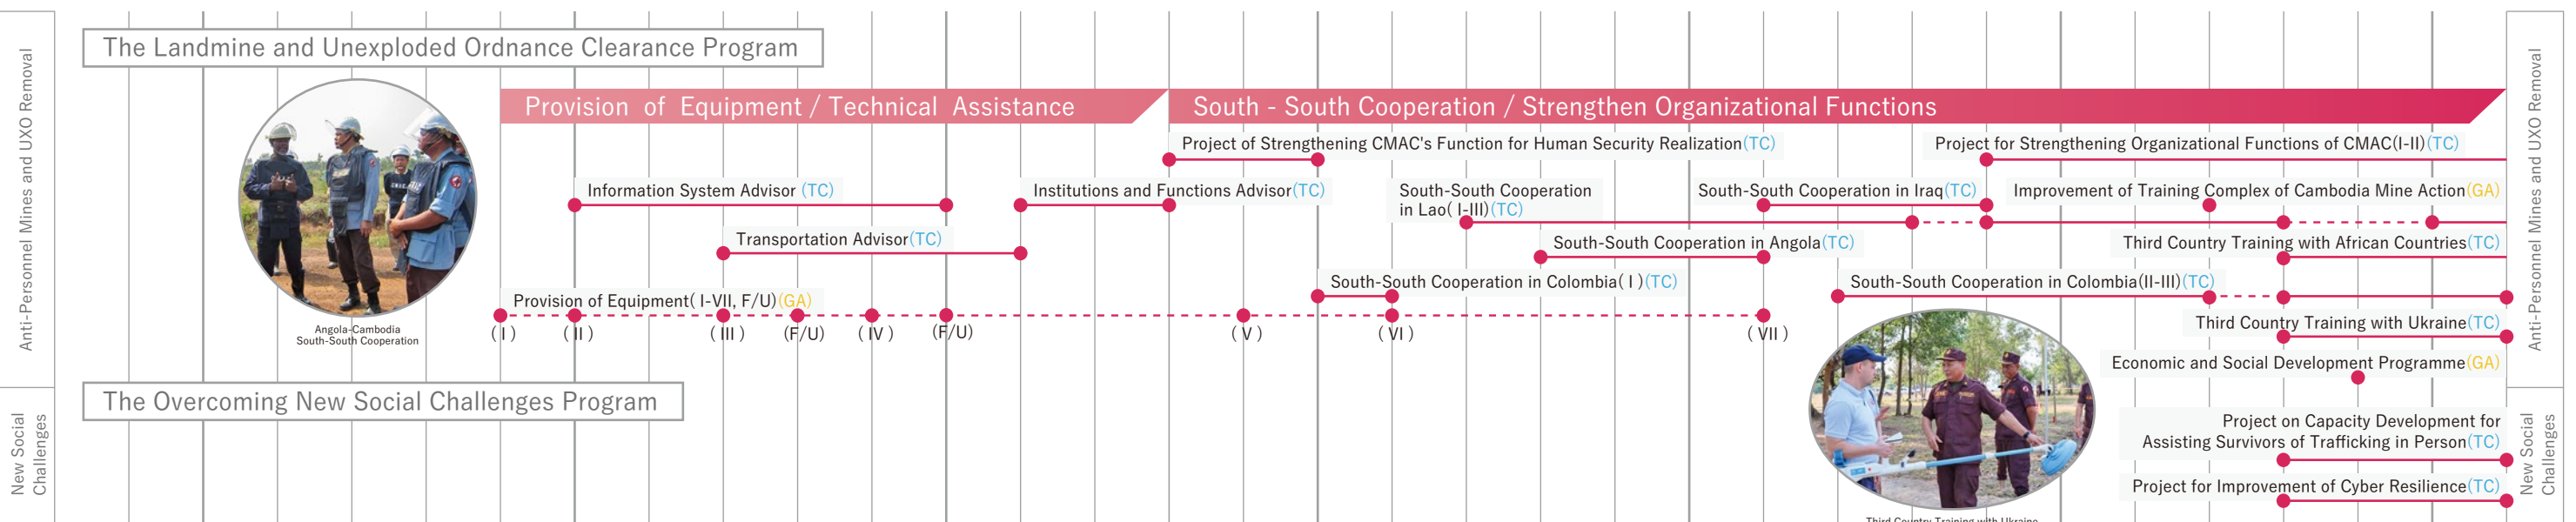 Anti-Personnel Mines and UXO Removal
The Landmine and Unexploded Ordnance Clearance Program
Provision of Equipment / Technical Assistance
South - South Cooperation / Strengthen Organizational Functions
Project of Strengthening CMAC's Function for Human Security Realization(TC)
Project for Strengthening Organizational Functions of CMAC(I-II)(TC)
Information System Advisor (TC)
Institutions and Functions Advisor(TC)
South-South Cooperation
in Lao( I-III)(TC)
South-South Cooperation in Iraq(TC)
Improvement of Training Complex of Cambodia Mine Action(GA)
Transportation Advisor(TC)
South-South Cooperation in Angola(TC)
Third Country Training with African Countries(TC)
South-South Cooperation in Colombia( I )(TC)
South-South Cooperation in Colombia(II-III)(TC)
Provision of Equipment( I-VII, F/U)(GA)
( I )
( II )
( III )
(F/U)
( IV )
(F/U)
( V )
( VI )
( VII )
Angola-Cambodia
South-South Cooperation
Third Country Training with Ukraine(TC)
Economic and Social Development Programme(GA)
Anti-Personnel Mines and UXO Removal
New Social
Challenges
The Overcoming New Social Challenges Program
Project on Capacity Development for
Assisting Survivors of Trafficking in Person(TC)
Project for Improvement of Cyber Resilience(TC)
Third Country Training with Ukraine
New Social
Challenges